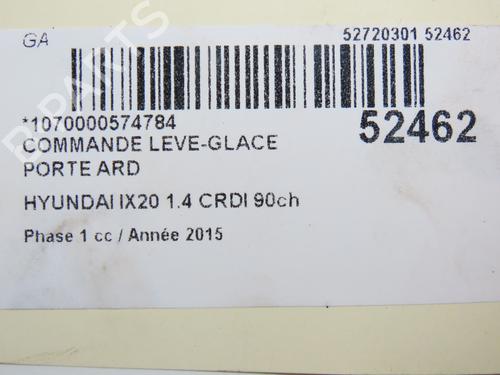 GA
52720301 52462
*1070000574784
52462
COMMANDE LEVE-GLACE
PORTE ARD
HYUNDAI IX20 1.4 CRDI 90ch
Phase 1 cc / Année 2015
B-PARTS